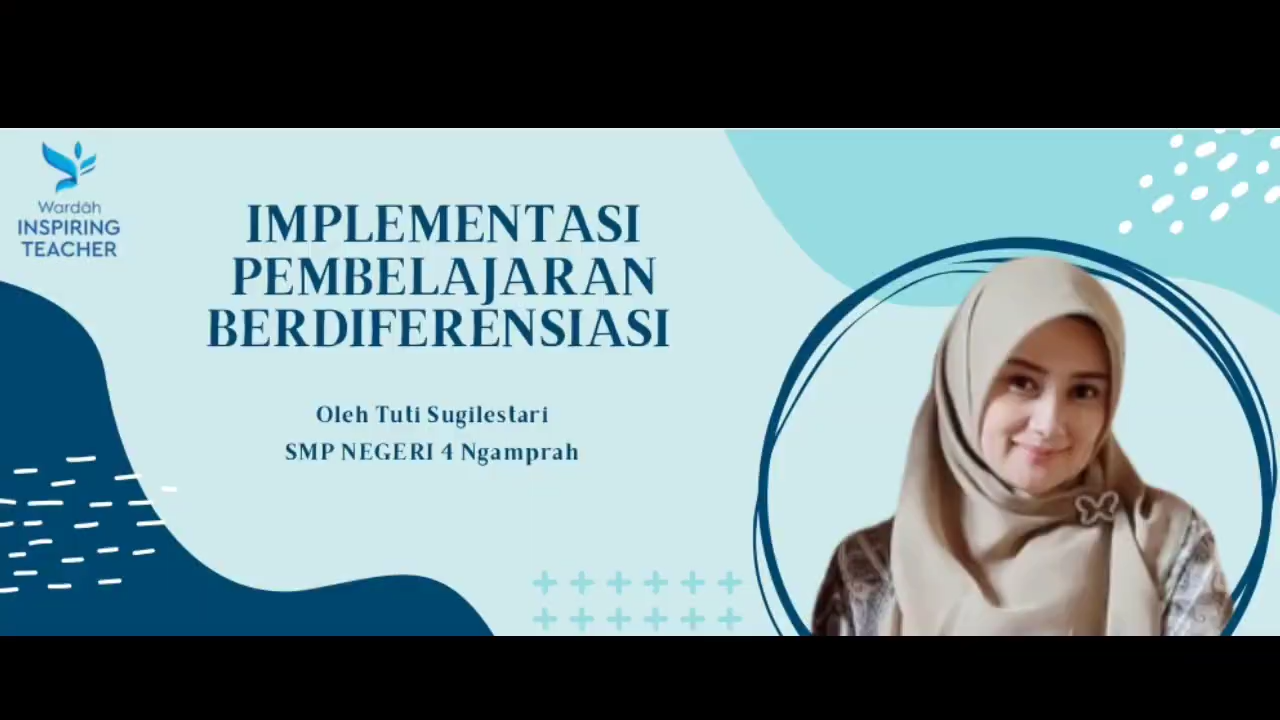 Wardah
INSPIRING
TEACHER
IMPLEMENTASI
PEMBELAJARAN
BERDIFERENSIASI
Oleh Tuti Sugilestari
SMP NEGERI 4 Ngamprah